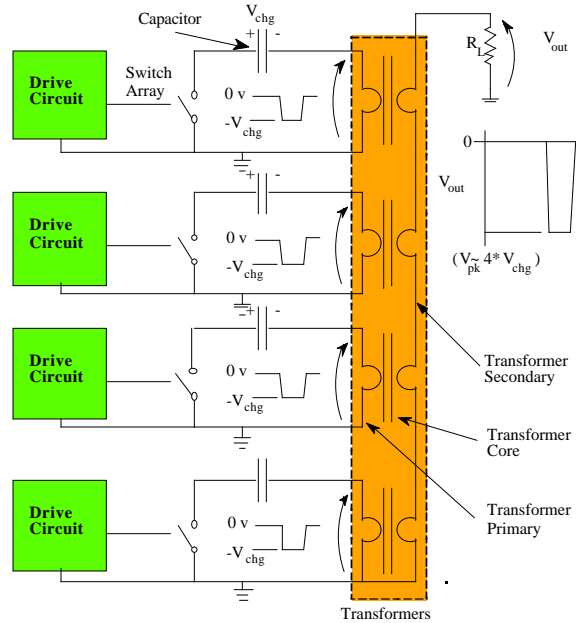 Capacitor
V_chg
+ -
Drive
Circuit
Switch
Array
0 v
-V_chg
R_L
V_out
0
V_out
(V_pk ~ 4* V_chg)
+ -
Drive
Circuit
0 v
-V_chg
+ -
Drive
Circuit
0 v
-V_chg
Transformer
Secondary
Transformer
Core
Drive
Circuit
0 v
-V_chg
Transformer
Primary
Transformers